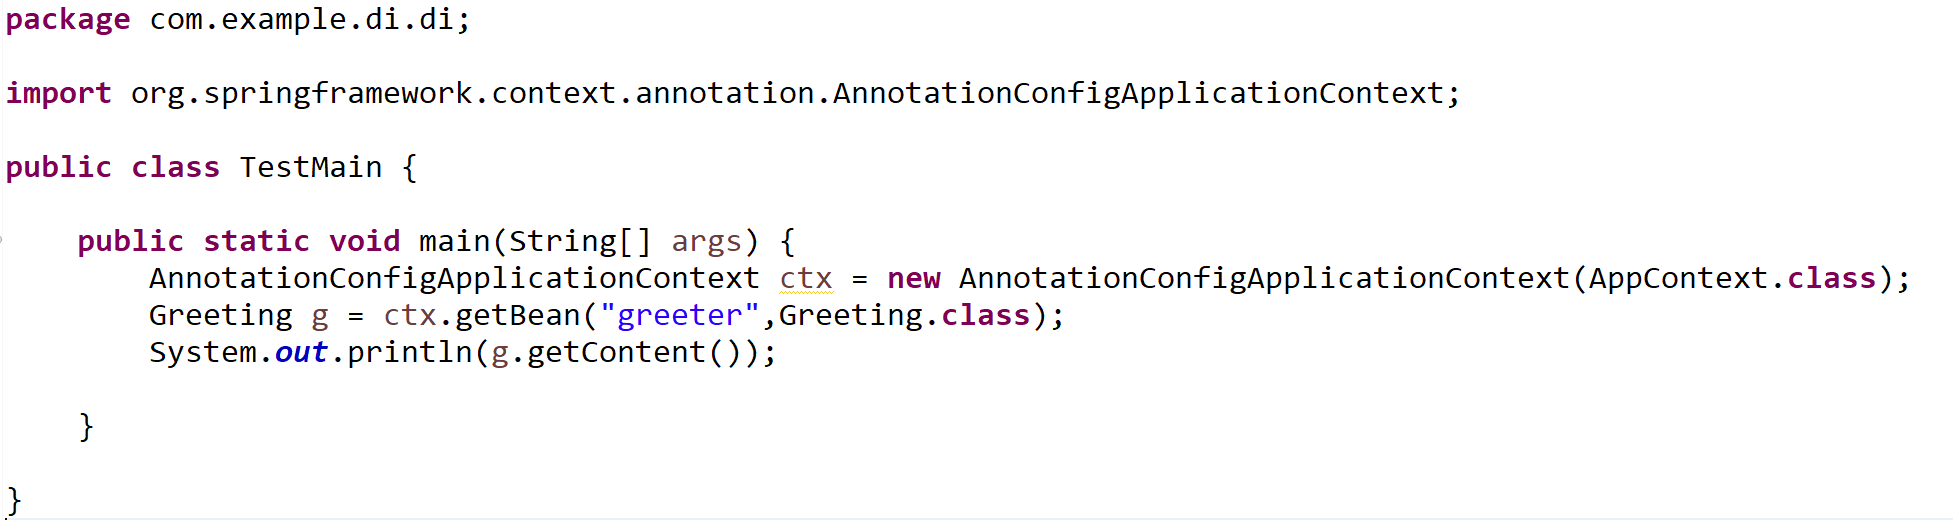 package com.example.di.di;
import org.springframework.context.annotation.AnnotationConfigApplicationContext;
public class TestMain {
public static void main(String[] args) {
AnnotationConfigApplicationContext ctx = new AnnotationConfigApplicationContext(AppContext.class);
Greeting g = ctx.getBean("greeter",Greeting.class);
System.out.println(g.getContent());
}
}